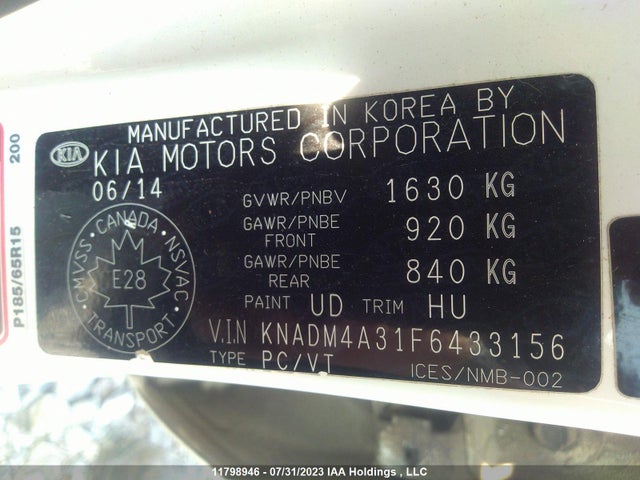 MANUFACTURED IN KOREA BY
KIA KIA MOTORS CORPORATION
06/14
GVWR/PNBV 1630 KG
GAWR/PNBE FRONT 920 KG
GAWR/PNBE REAR 840 KG
PAINT UD TRIM HU
V.I.N KNADM4A31F6433156
TYPE PC/VT
ICES/NMB-002
CANADA
CMVSS NSVAC
E28
TRANSPORT
P185/65R15 200
11798946 - 07/31/2023 IAA Holdings , LLC